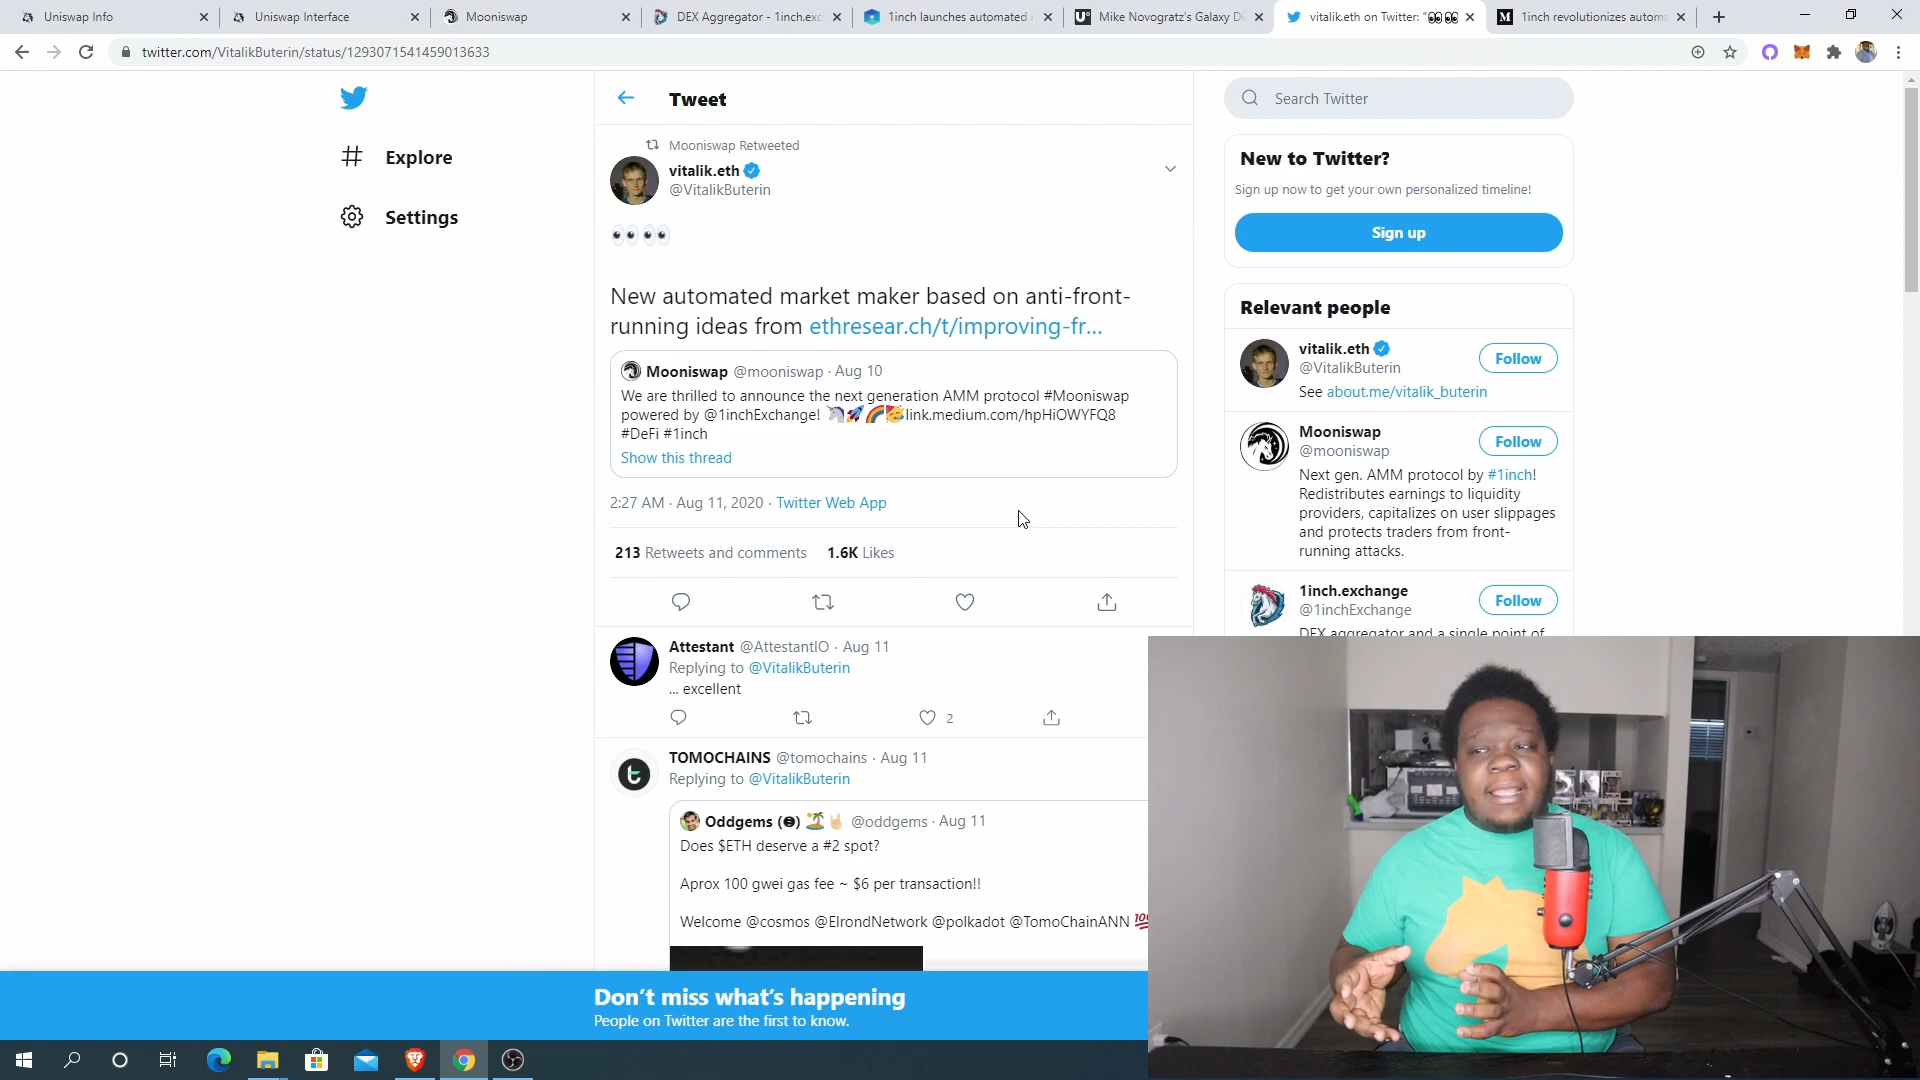 Uniswap Info
Uniswap Interface
Mooniswap
DEX Aggregator - 1inch.exc
1inch launches automated
Mike Novogratz's Galaxy Di
vitalik.eth on Twitter: "👀👀
1inch revolutionizes automa
twitter.com/VitalikButerin/status/1293071541459013633
Explore
Settings
Tweet
Mooniswap Retweeted
vitalik.eth
@VitalikButerin
👀👀
New automated market maker based on anti-front-
running ideas from ethresear.ch/t/improving-fr...
Mooniswap @mooniswap · Aug 10
We are thrilled to announce the next generation AMM protocol #Mooniswap
powered by @1inchExchange! 🦄🚀🌈🥳link.medium.com/hpHiOWYFQ8
#DeFi #1inch
Show this thread
2:27 AM · Aug 11, 2020 · Twitter Web App
213 Retweets and comments 1.6K Likes
Attestant @AttestantIO · Aug 11
Replying to @VitalikButerin
... excellent
2
TOMOCHAINS @tomochains · Aug 11
Replying to @VitalikButerin
Oddgems (⊖) 🏝️🤞🏻 @oddgems · Aug 11
Does $ETH deserve a #2 spot?
Aprox 100 gwei gas fee ~ $6 per transaction!!
Welcome @cosmos @ElrondNetwork @polkadot @TomoChainANN 💯
Don't miss what's happening
People on Twitter are the first to know.
Search Twitter
New to Twitter?
Sign up now to get your own personalized timeline!
Sign up
Relevant people
vitalik.eth
@VitalikButerin
Follow
See about.me/vitalik_buterin
Mooniswap
@mooniswap
Follow
Next gen. AMM protocol by #1inch!
Redistributes earnings to liquidity
providers, capitalizes on user slippages
and protects traders from front-
running attacks.
1inch.exchange
@1inchExchange
Follow
DEX aggregator and a single point of